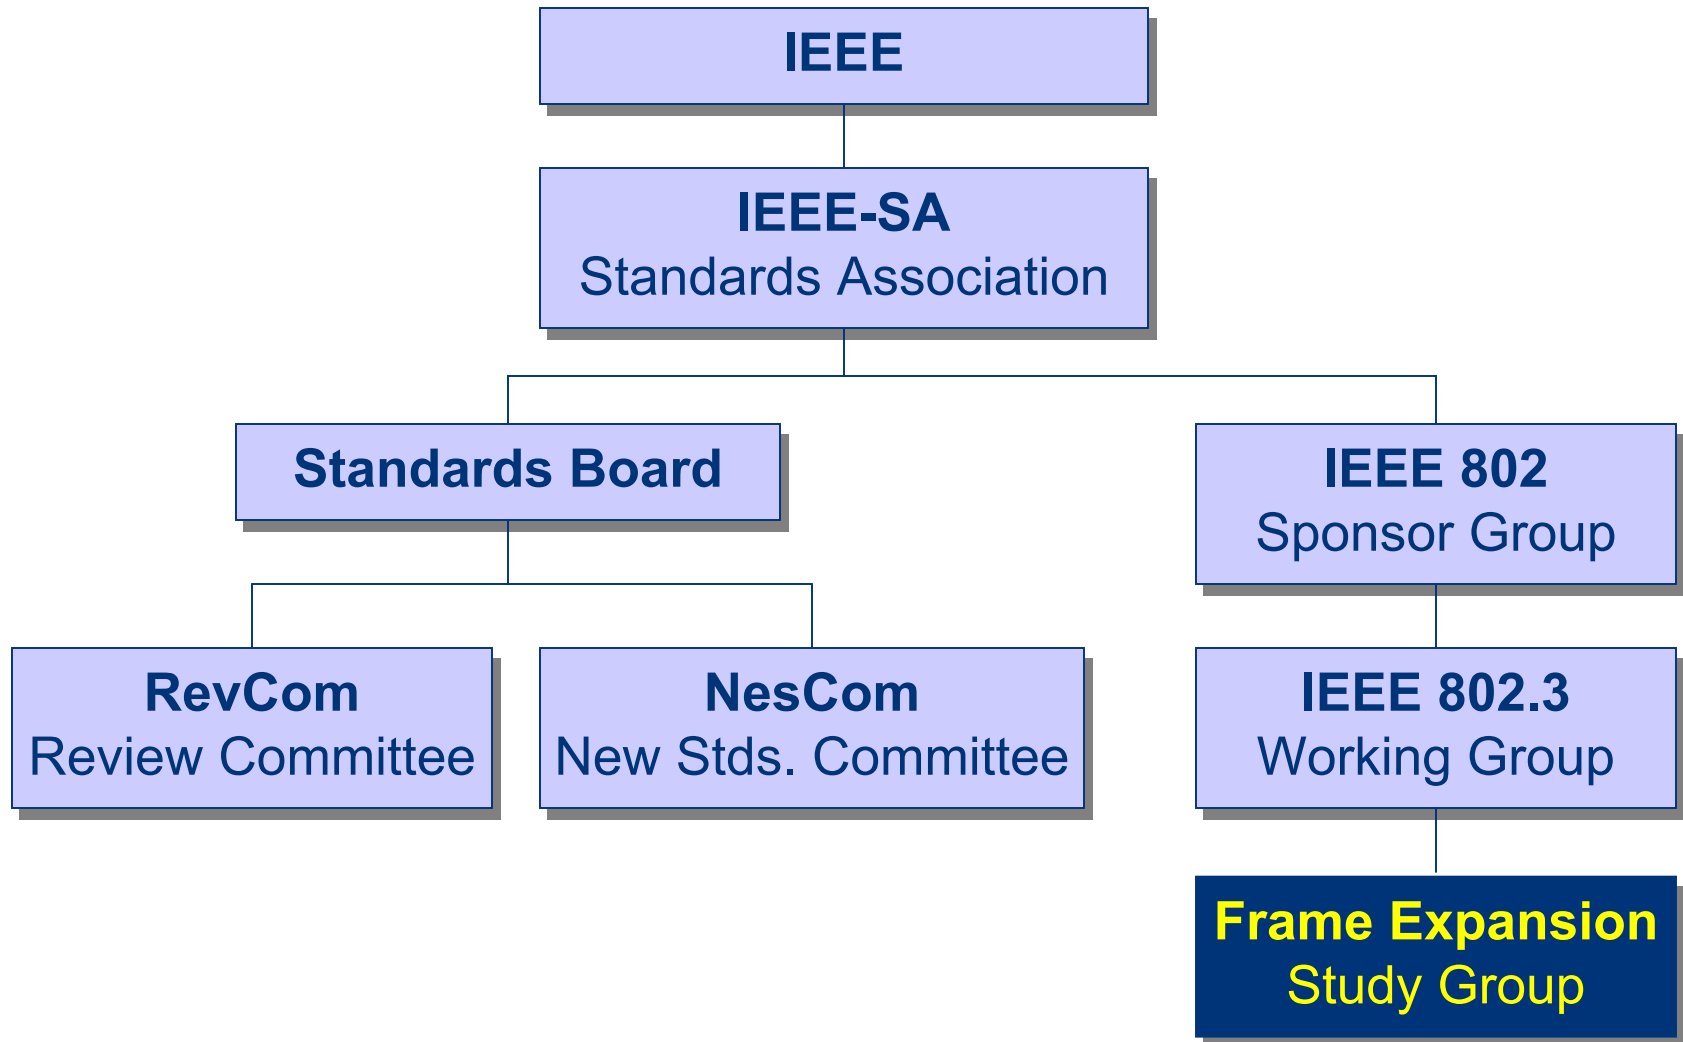 IEEE
IEEE-SA
Standards Association
Standards Board
IEEE 802
Sponsor Group
RevCom
Review Committee
NesCom
New Stds. Committee
IEEE 802.3
Working Group
Frame Expansion
Study Group